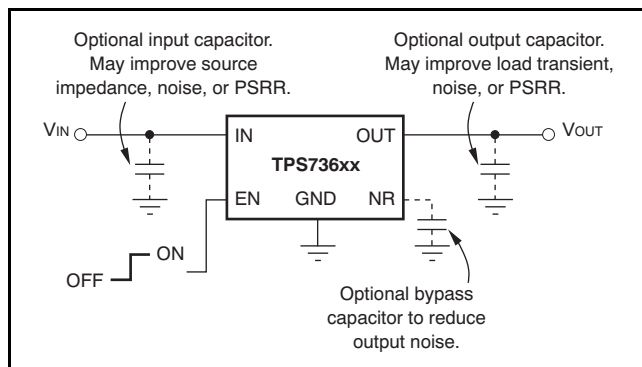 Optional input capacitor.
May improve source
impedance, noise, or PSRR.
Optional output capacitor.
May improve load transient,
noise, or PSRR.
VIN
IN
OUT
VOUT
TPS736xx
EN
GND
NR
ON
OFF
Optional bypass
capacitor to reduce
output noise.